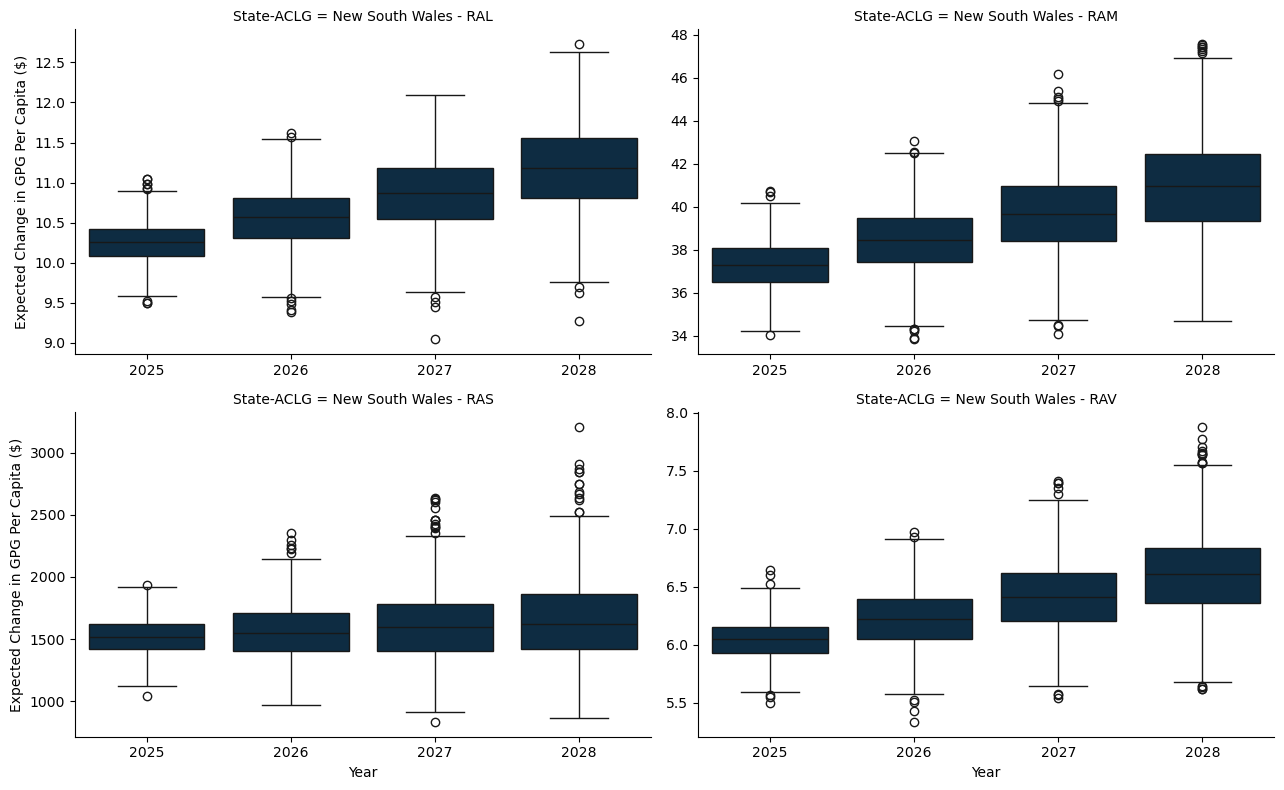 State-ACLG = New South Wales - RAL
Expected Change in GPG Per Capita ($)
12.5
12.0
11.5
11.0
10.5
10.0
9.5
9.0
2025 2026 2027 2028
State-ACLG = New South Wales - RAM
48
46
44
42
40
38
36
34
2025 2026 2027 2028
State-ACLG = New South Wales - RAS
Expected Change in GPG Per Capita ($)
3000
2500
2000
1500
1000
2025 2026 2027 2028
Year
State-ACLG = New South Wales - RAV
8.0
7.5
7.0
6.5
6.0
5.5
2025 2026 2027 2028
Year